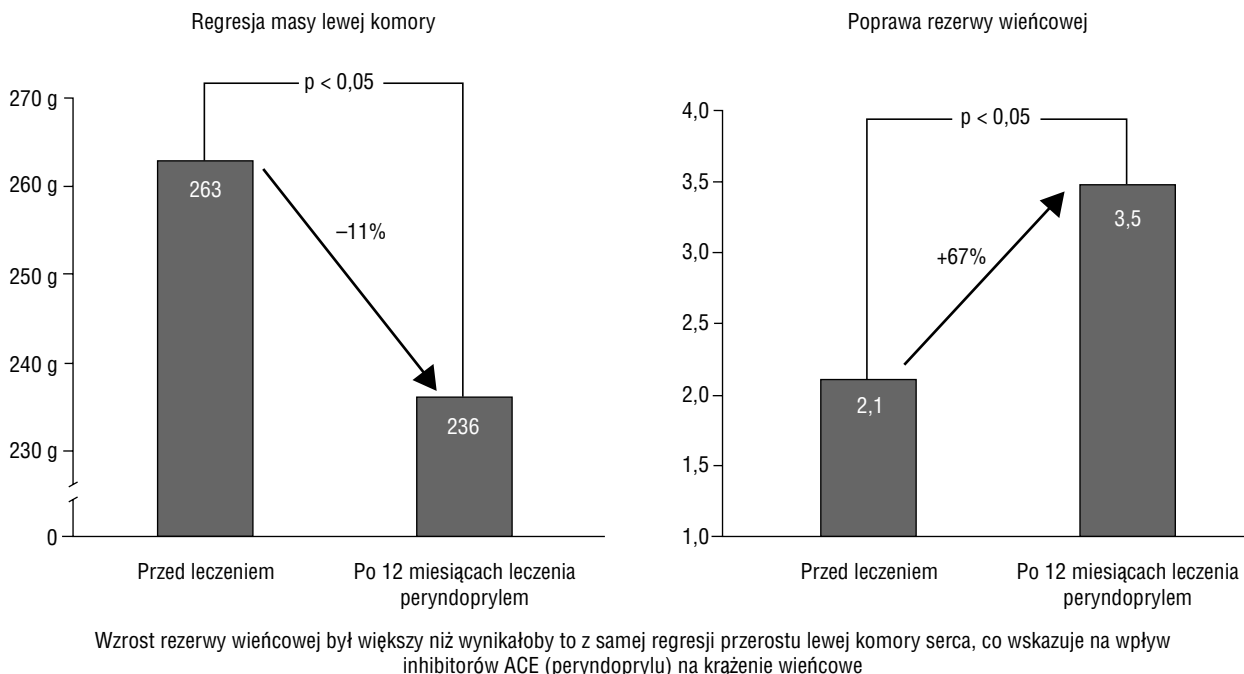 Regresja masy lewej komory
270 g
260 g
250 g
240 g
230 g
0
p < 0,05
263
–11%
236
Przed leczeniem
Po 12 miesiącach leczenia
peryndoprylem
Poprawa rezerwy wieńcowej
4,0
3,5
3,0
2,5
2,0
1,5
1,0
p < 0,05
2,1
+67%
3,5
Przed leczeniem
Po 12 miesiącach leczenia
peryndoprylem
Wzrost rezerwy wieńcowej był większy niż wynikałoby to z samej regresji przerostu lewej komory serca, co wskazuje na wpływ
inhibitorów ACE (peryndoprylu) na krążenie wieńcowe